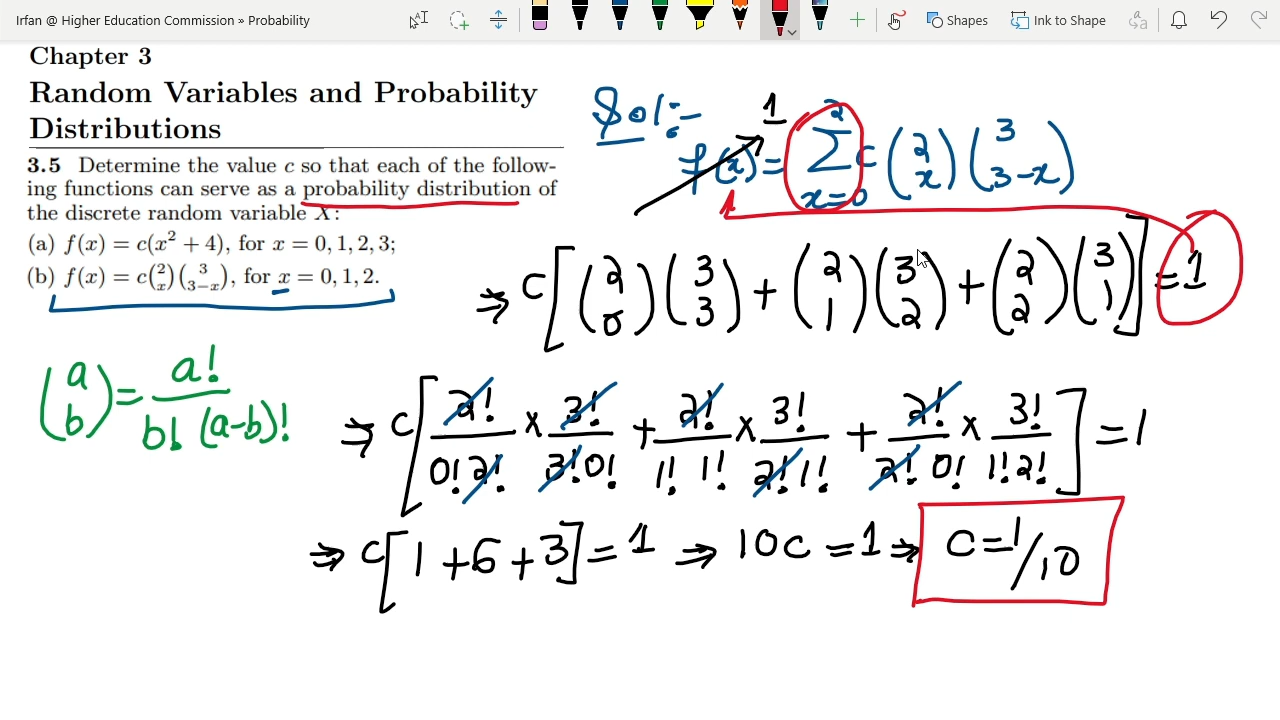 Irfan @ Higher Education Commission » Probability
Shapes
Ink to Shape
Chapter 3
Random Variables and Probability
Distributions
3.5 Determine the value c so that each of the follow-
ing functions can serve as a probability distribution of
the discrete random variable X:
(a) f(x) = c(x² + 4), for x = 0, 1, 2, 3;
(b) f(x) = c(2 x)(3 3−x), for x = 0, 1, 2.
(a b) = a! / b! (a-b)!
Sol:-
1
f(x) = Σ x=0 2 c (2 x)(3 3-x)
1
⇒ c[(2 0)(3 3) + (2 1)(3 2) + (2 2)(3 1)] = 1
⇒ c[2!/0!2! × 3!/3!0! + 2!/1!1! × 3!/2!1! + 2!/2!0! × 3!/1!2!] = 1
⇒ c[1+6+3] = 1 ⇒ 10c = 1 ⇒ c = 1/10